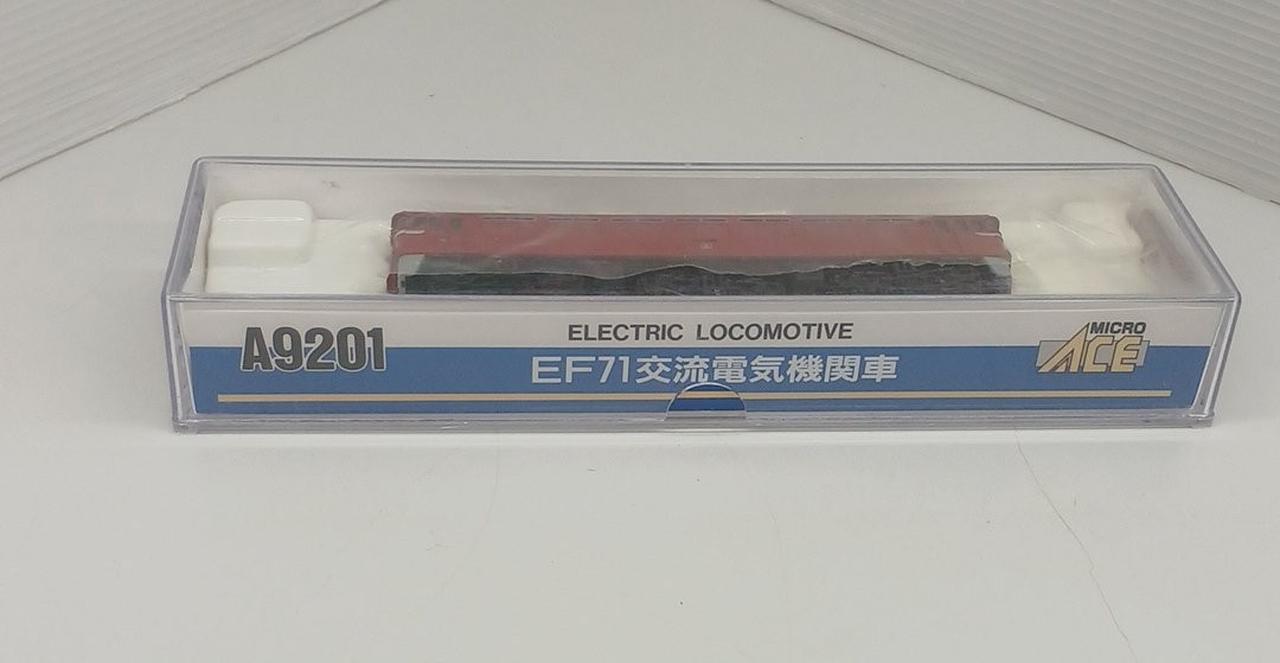 A9201
ELECTRIC LOCOMOTIVE
EF71交流電気機関車
MICRO
ACE